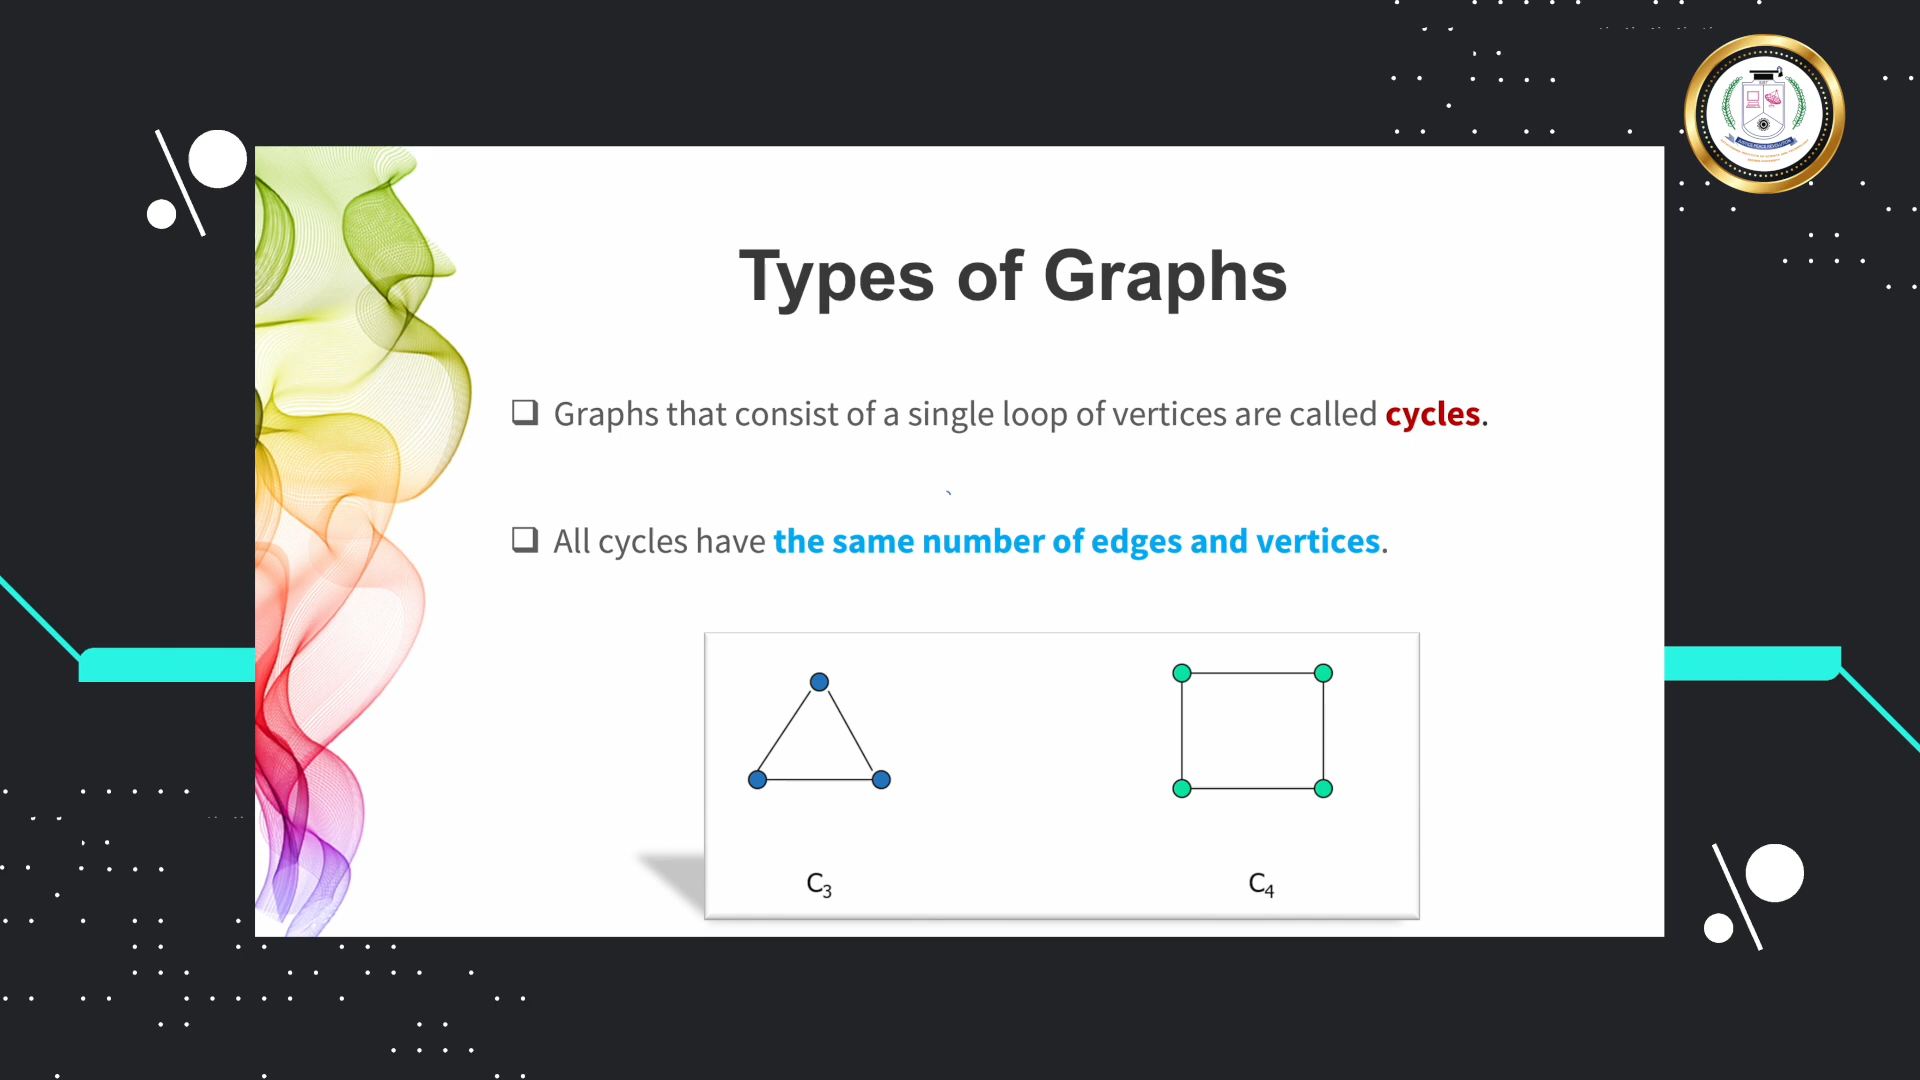 Types of Graphs
❑ Graphs that consist of a single loop of vertices are called cycles.
❑ All cycles have the same number of edges and vertices.
C₃
C₄